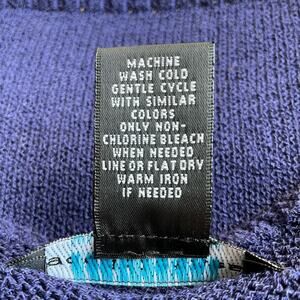 MACHINE
WASH COLD
GENTLE CYCLE
WITH SIMILAR
COLORS
ONLY NON-
CHLORINE BLEACH
WHEN NEEDED
LINE OR FLAT DRY
WARM IRON
IF NEEDED